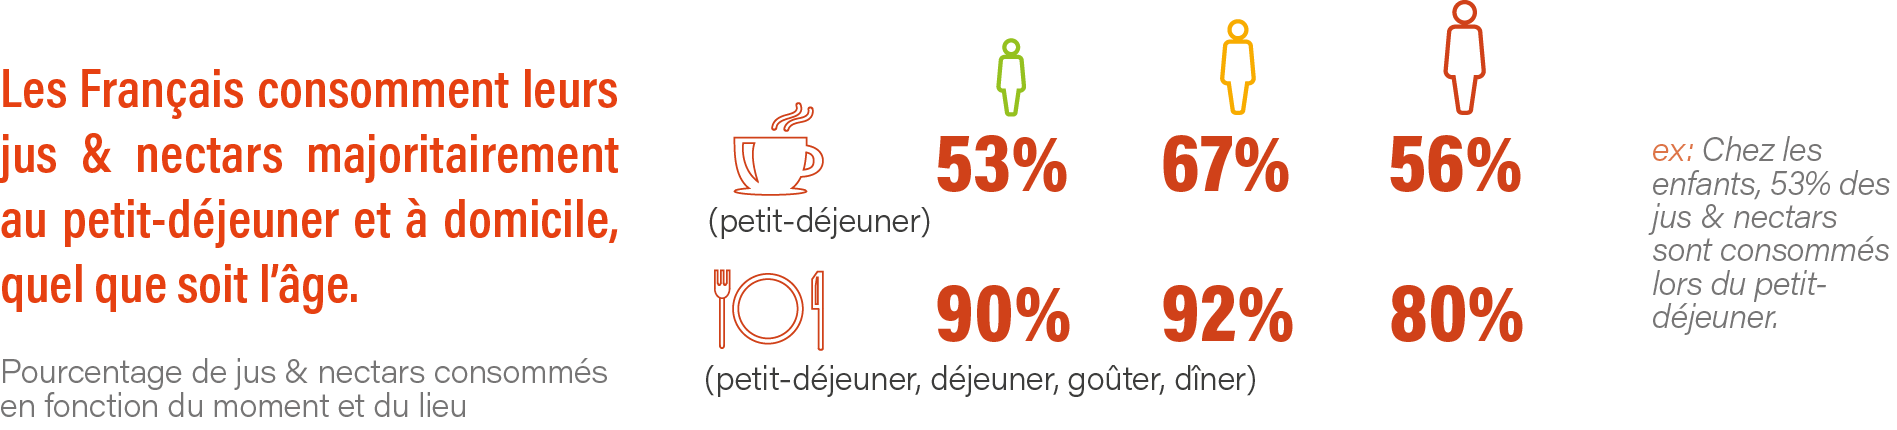 Les Français consomment leurs
jus & nectars majoritairement
au petit-déjeuner et à domicile,
quel que soit l’âge.
Pourcentage de jus & nectars consommés
en fonction du moment et du lieu
53% 67% 56%
(petit-déjeuner)
90% 92% 80%
(petit-déjeuner, déjeuner, goûter, dîner)
ex: Chez les
enfants, 53% des
jus & nectars
sont consommés
lors du petit-
déjeuner.